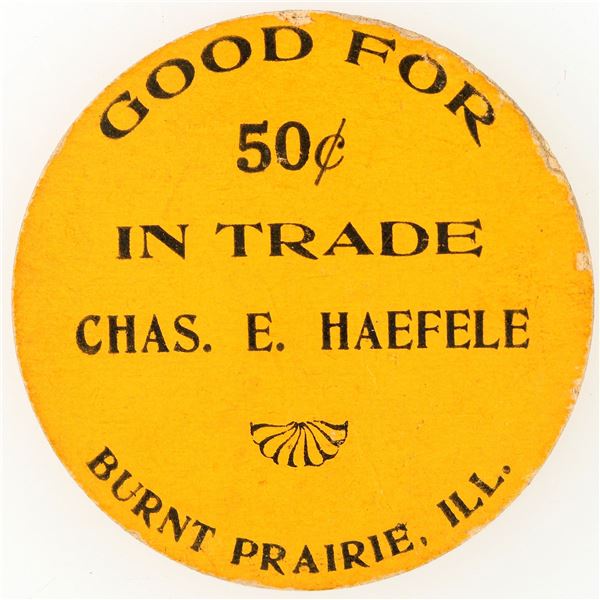 GOOD FOR
50¢
IN TRADE
CHAS. E. HAEFELE
BURNT PRAIRIE, ILL.